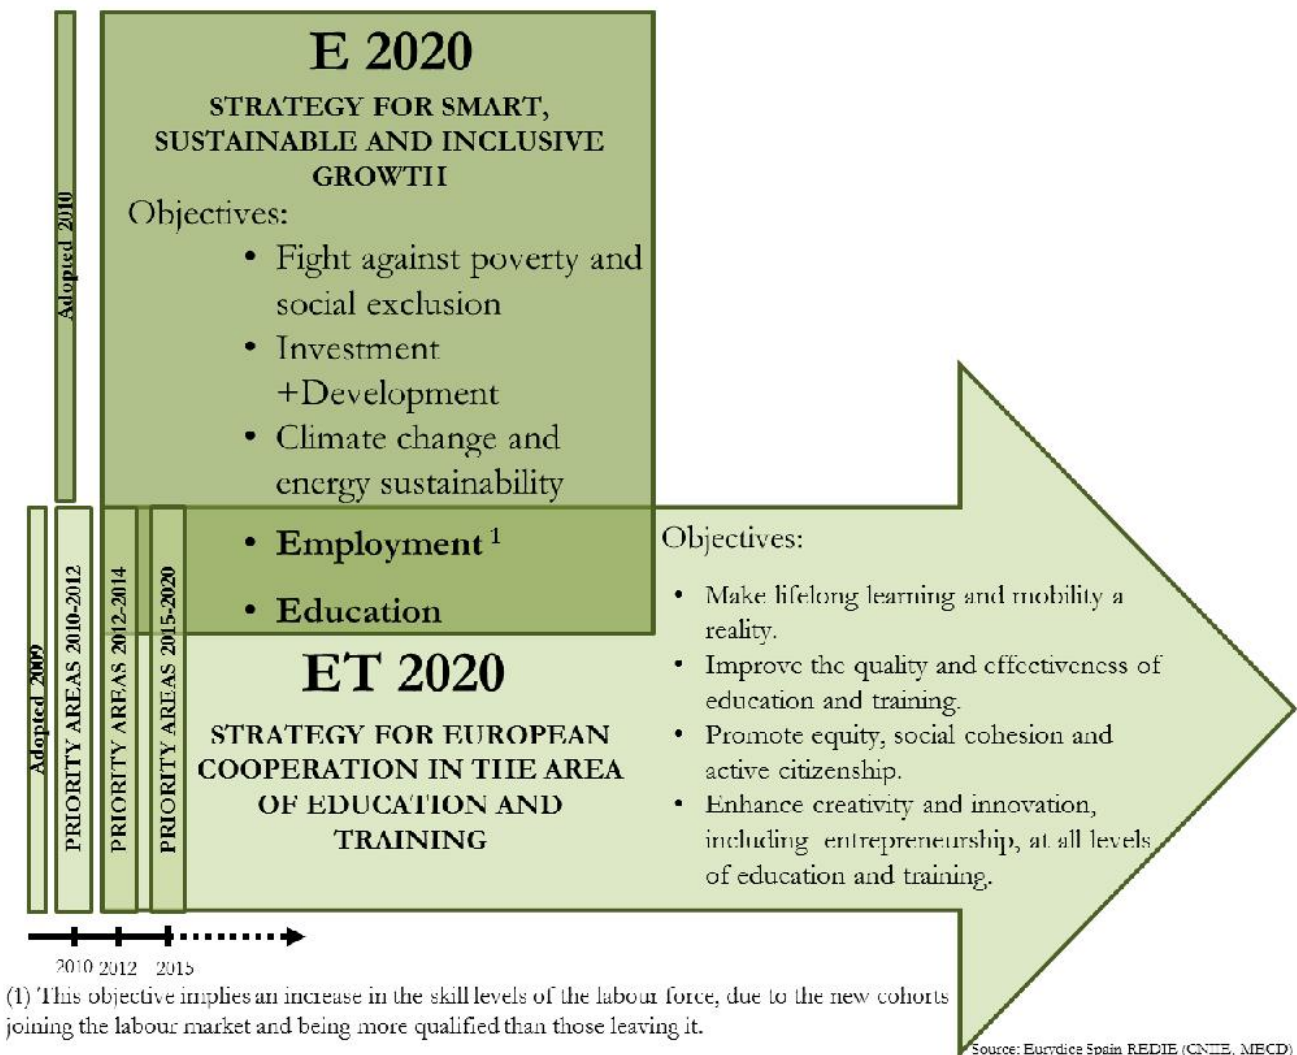 E 2020
STRATEGY FOR SMART,
SUSTAINABLE AND INCLUSIVE
GROWTH
Objectives:
• Fight against poverty and
social exclusion
• Investment
+Development
• Climate change and
energy sustainability
• Employment ¹
• Education
Adopted 2010
Adopted 2009
PRIORITY AREAS 2010-2012
PRIORITY AREAS 2012-2014
PRIORITY AREAS 2015-2020
ET 2020
STRATEGY FOR EUROPEAN
COOPERATION IN THE AREA
OF EDUCATION AND
TRAINING
Objectives:
• Make lifelong learning and mobility a
reality.
• Improve the quality and effectiveness of
education and training.
• Promote equity, social cohesion and
active citizenship.
• Enhance creativity and innovation,
including entrepreneurship, at all levels
of education and training.
2010 2012 2015
(1) This objective implies an increase in the skill levels of the labour force, due to the new cohorts
joining the labour market and being more qualified than those leaving it.
Source: Eurydice Spain REDIE (CNIIE, MECD)